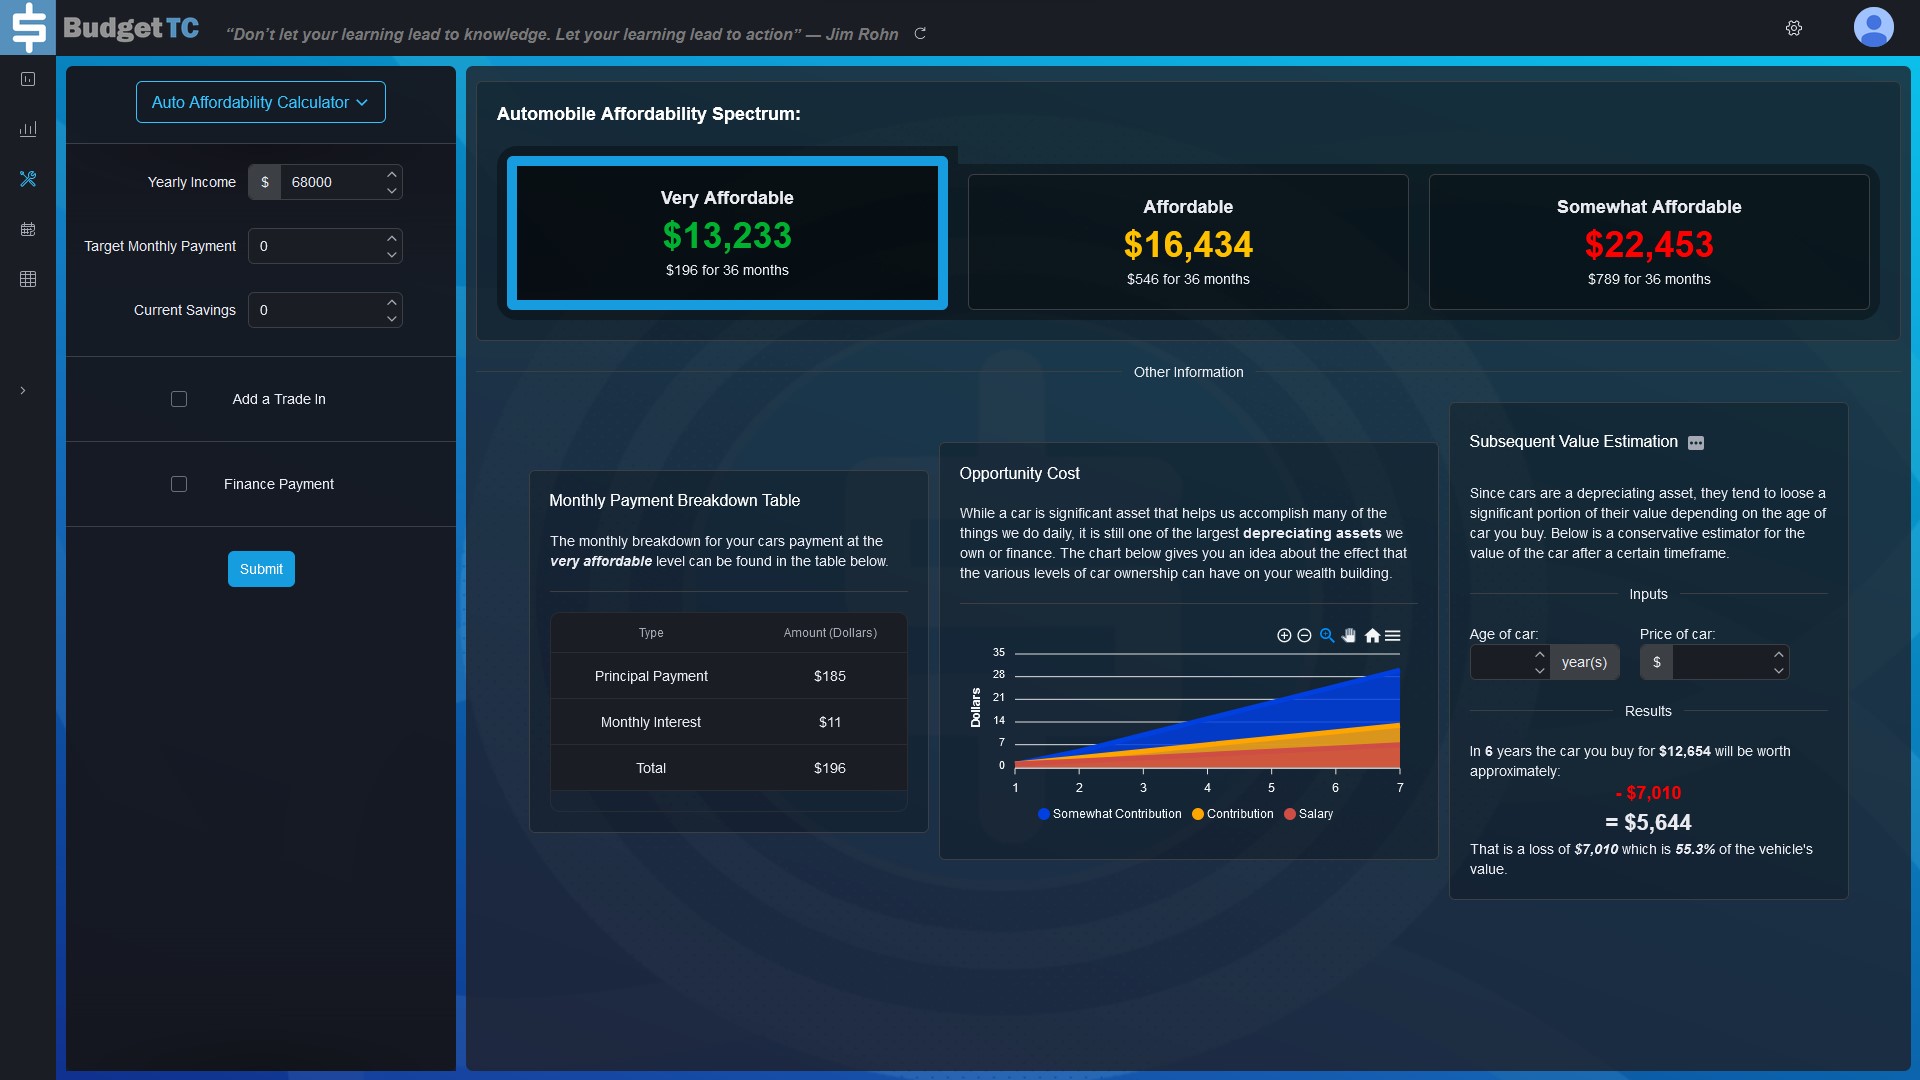 BudgetTC
“Don’t let your learning lead to knowledge. Let your learning lead to action” — Jim Rohn
Auto Affordability Calculator
Yearly Income $ 68000
Target Monthly Payment 0
Current Savings 0
Add a Trade In
Finance Payment
Submit
Automobile Affordability Spectrum:
Very Affordable
$13,233
$196 for 36 months
Affordable
$16,434
$546 for 36 months
Somewhat Affordable
$22,453
$789 for 36 months
Other Information
Monthly Payment Breakdown Table
The monthly breakdown for your cars payment at the
very affordable level can be found in the table below.
Type Amount (Dollars)
Principal Payment $185
Monthly Interest $11
Total $196
Opportunity Cost
While a car is significant asset that helps us accomplish many of the
things we do daily, it is still one of the largest depreciating assets we
own or finance. The chart below gives you an idea about the effect that
the various levels of car ownership can have on your wealth building.
Dollars
35
28
21
14
7
0
1 2 3 4 5 6 7
Somewhat Contribution Contribution Salary
Subsequent Value Estimation
Since cars are a depreciating asset, they tend to loose a
significant portion of their value depending on the age of
car you buy. Below is a conservative estimator for the
value of the car after a certain timeframe.
Inputs
Age of car: Price of car:
year(s) $
Results
In 6 years the car you buy for $12,654 will be worth
approximately:
- $7,010
= $5,644
That is a loss of $7,010 which is 55.3% of the vehicle's
value.